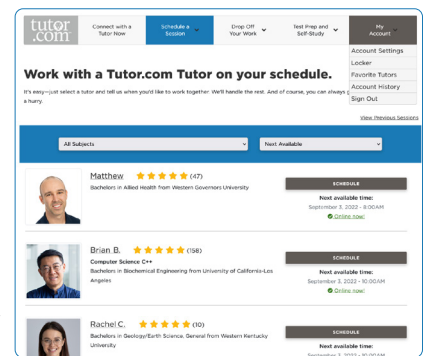 tutor
.com
Connect with a
Tutor Now
Schedule a
Session
Drop Off
Your Work
Test Prep and
Self-Study
My
Account
Account Settings
Locker
Favorite Tutors
Account History
Sign Out
Work with a Tutor.com Tutor on your schedule.
It's easy—just select a tutor and tell us when you'd like to work together. We'll handle the rest. And of course, you can always
a hurry.
View Previous Sessions
All Subjects
Next Available
Matthew (47)
Bachelors in Allied Health from Western Governors University
SCHEDULE
Next available time:
September 3, 2022 - 8:00AM
Online now!
Brian B. (158)
Computer Science C++
Bachelors in Biochemical Engineering from University of California-Los
Angeles
SCHEDULE
Next available time:
September 3, 2022 - 10:00AM
Online now!
Rachel C. (10)
Bachelors in Geology/Earth Science, General from Western Kentucky
University
SCHEDULE
Next available time:
September 3, 2022 - 10:00AM